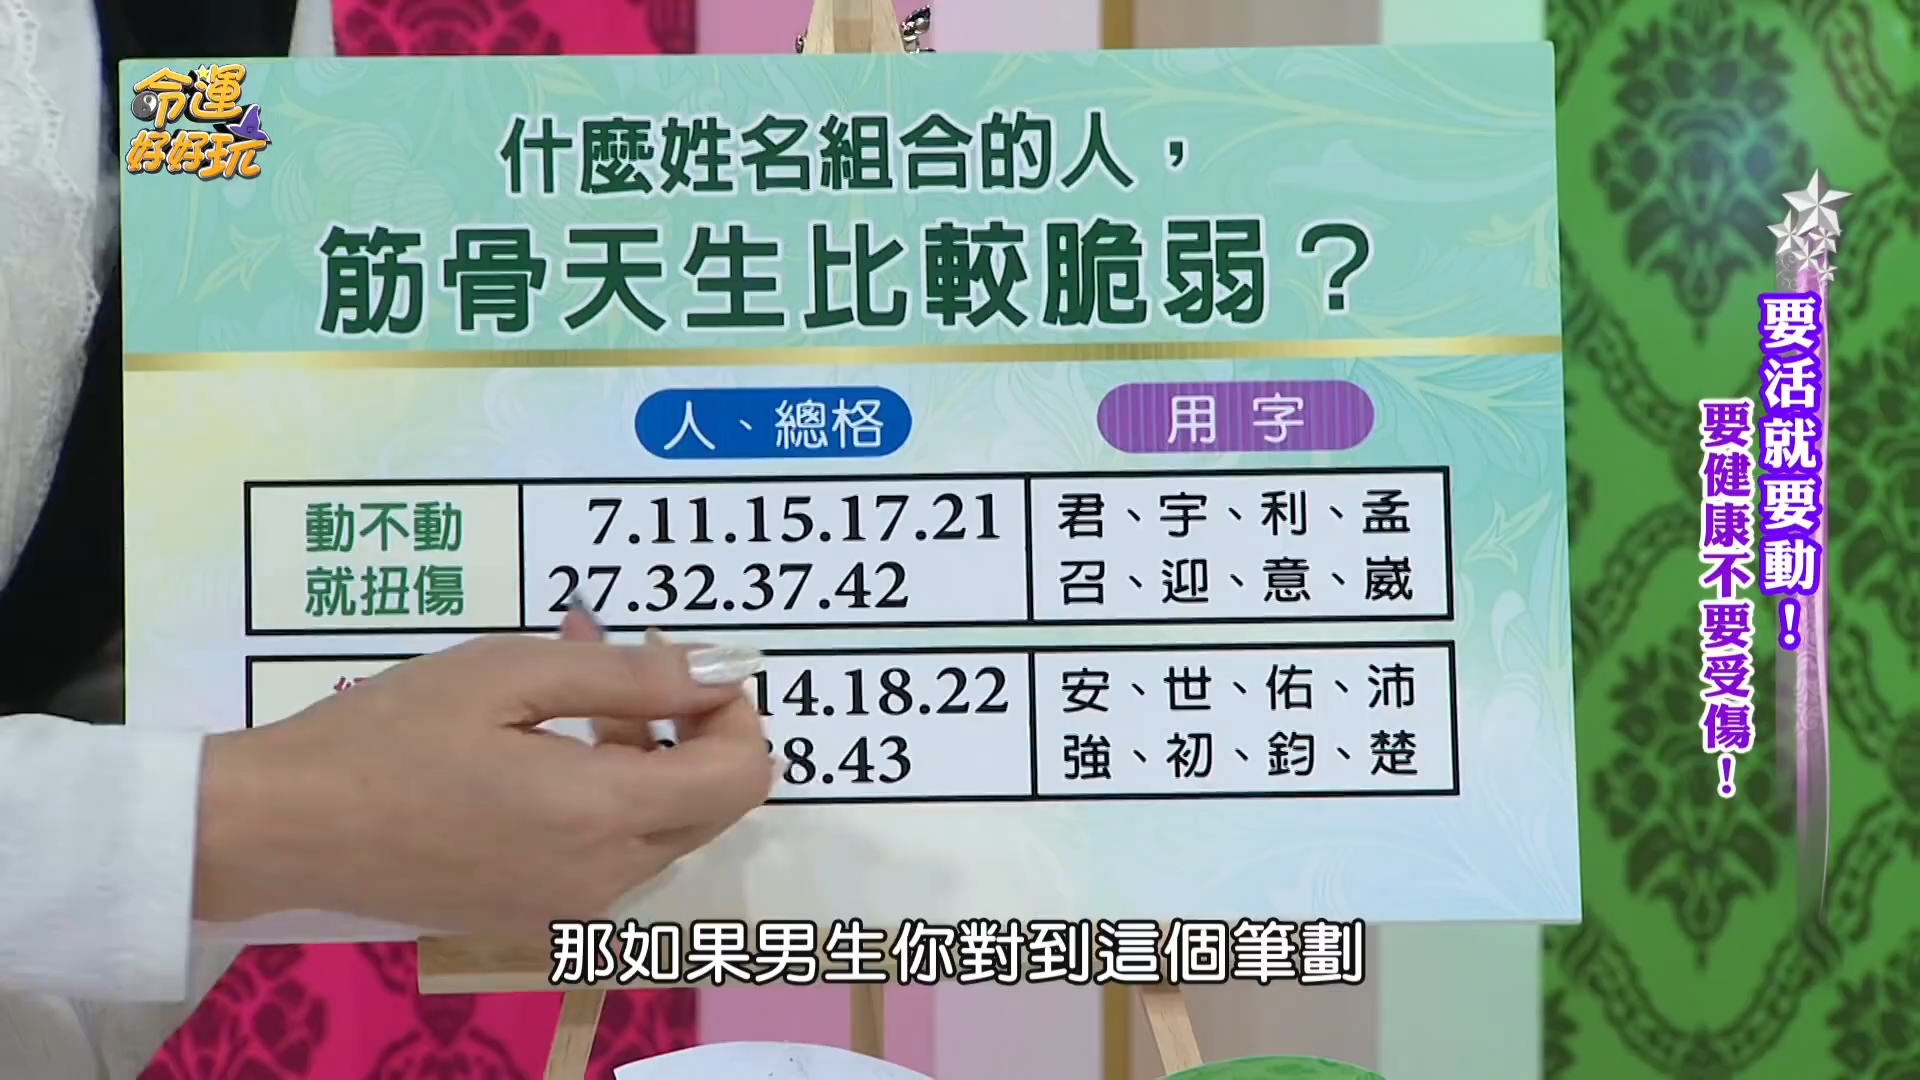 命運
好好玩
什麼姓名組合的人，
筋骨天生比較脆弱？
人、總格
用字
動不動
就扭傷
7.11.15.17.21
27.32.37.42
君、宇、利、孟
召、迎、意、崴
14.18.22
8.43
安、世、佑、沛
強、初、鈞、楚
要活就要動！
要健康不要受傷！
那如果男生你對到這個筆劃